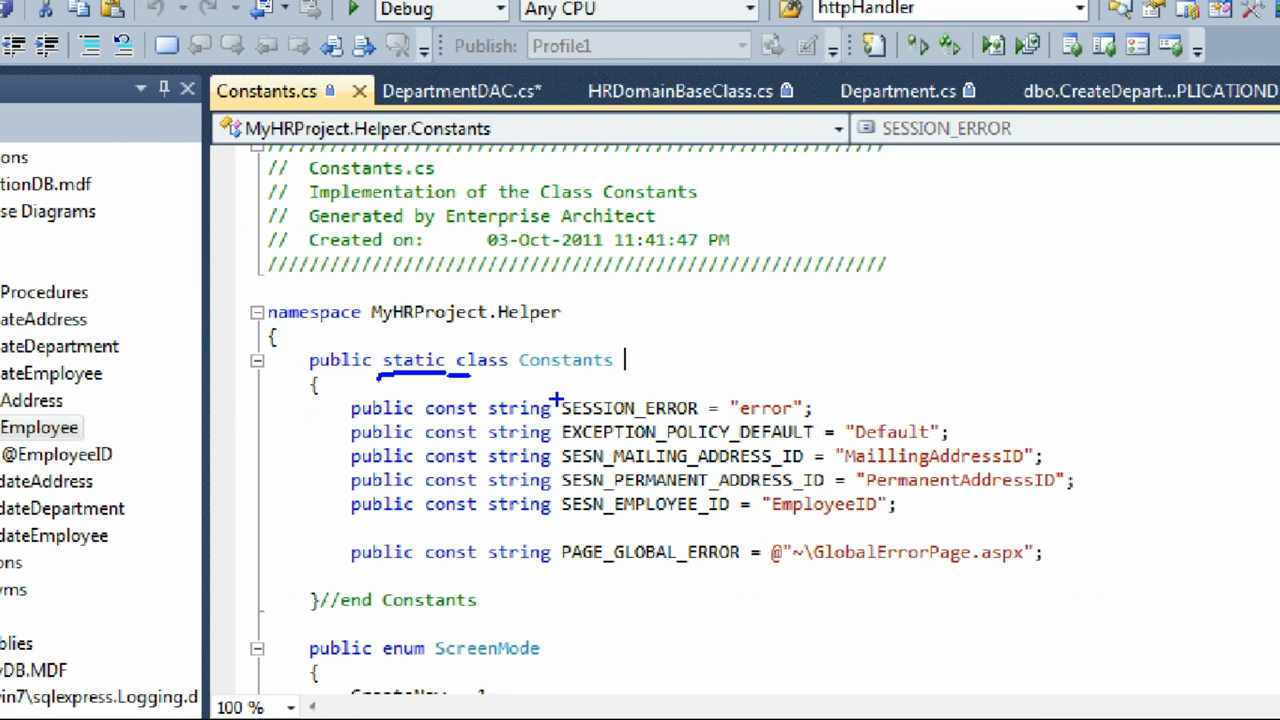 Debug Any CPU httpHandler
Publish: Profile1
Constants.cs DepartmentDAC.cs* HRDomainBaseClass.cs Department.cs dbo.CreateDepart...PLICATIOND
MyHRProject.Helper.Constants SESSION_ERROR
ons
tionDB.mdf
se Diagrams
Procedures
ateAddress
ateDepartment
ateEmployee
Address
Employee
@EmployeeID
dateAddress
dateDepartment
dateEmployee
ons
ms
blies
yDB.MDF
vin7\sqlexpress.Logging.d
////////////////////////////////////////////////////////////
// Constants.cs
// Implementation of the Class Constants
// Generated by Enterprise Architect
// Created on: 03-Oct-2011 11:41:47 PM
////////////////////////////////////////////////////////////
namespace MyHRProject.Helper
{
public static class Constants
{
public const string SESSION_ERROR = "error";
public const string EXCEPTION_POLICY_DEFAULT = "Default";
public const string SESN_MAILING_ADDRESS_ID = "MaillingAddressID";
public const string SESN_PERMANENT_ADDRESS_ID = "PermanentAddressID";
public const string SESN_EMPLOYEE_ID = "EmployeeID";
public const string PAGE_GLOBAL_ERROR = @"~\GlobalErrorPage.aspx";
}//end Constants
public enum ScreenMode
{
100 %